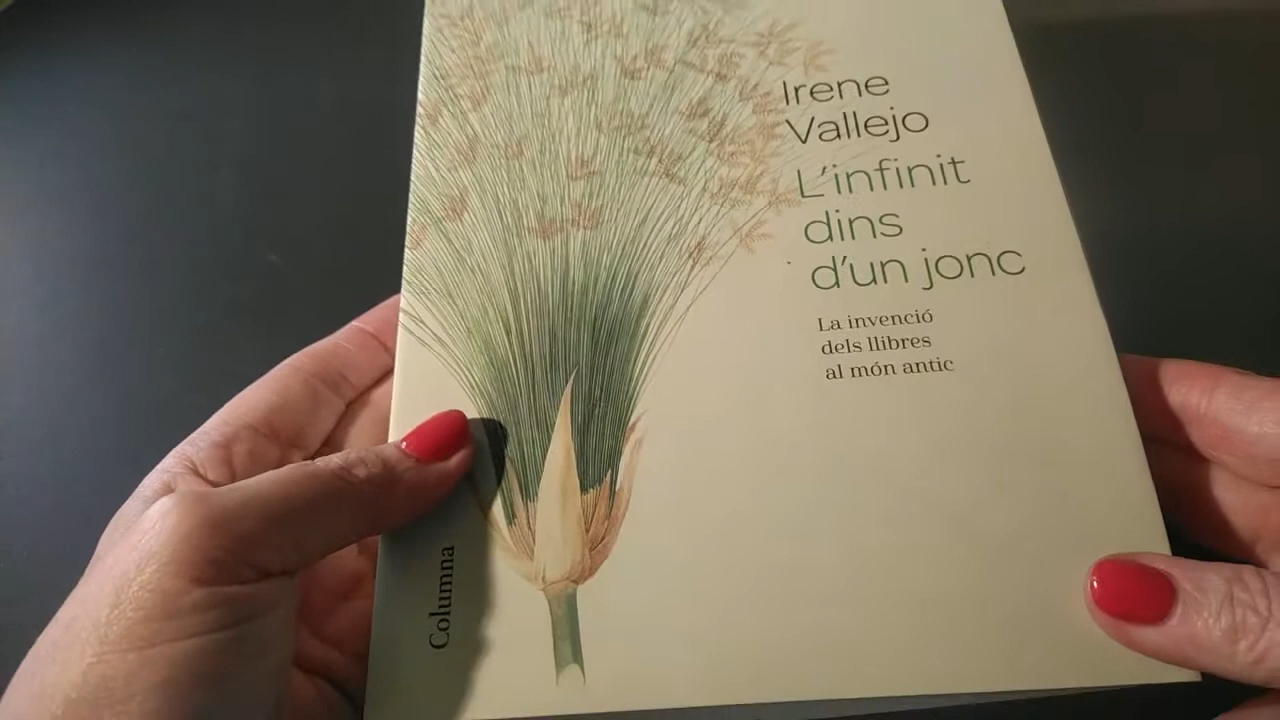 Irene
Vallejo
L'infinit
dins
d'un jonc
La invenció
dels llibres
al món antic
Columna